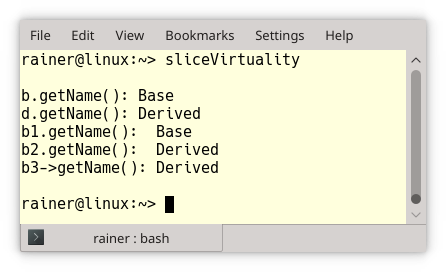 File Edit View Bookmarks Settings Help
rainer@linux:~> sliceVirtuality
b.getName(): Base
d.getName(): Derived
b1.getName():  Base
b2.getName():  Derived
b3->getName(): Derived
rainer@linux:~>
rainer : bash